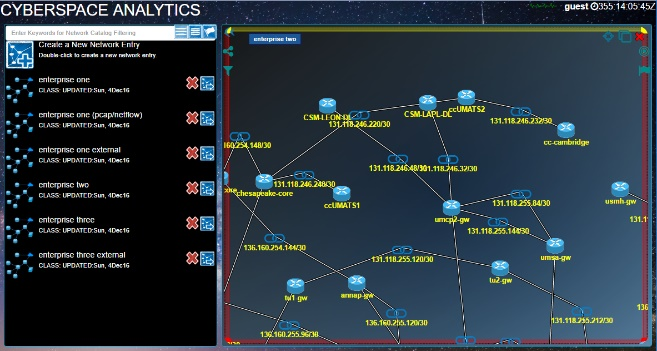 CYBERSPACE ANALYTICS
guest 355:14:05:45Z
Enter Keywords for Network Catalog Filtering
Create a New Network Entry
Double-click to create a new network entry
enterprise one
CLASS: UPDATED:Sun, 4Dec16
enterprise one (pcap/netflow)
CLASS: UPDATED:Sun, 4Dec16
enterprise one external
CLASS: UPDATED:Sun, 4Dec16
enterprise two
CLASS: UPDATED:Sun, 4Dec16
enterprise three
CLASS: UPDATED:Sun, 4Dec16
enterprise three external
CLASS: UPDATED:Sun, 4Dec16
enterprise two
ccUMATS2
CSM-LEON-DL
CSM-LAPL-DL
131.118.246.220/30
131.118.246.232/30
cc-cambridge
160.254.148/30
131.118.246.48/30
131.118.246.32/30
core
chesapeake-core
131.118.246.248/30
ccUMATS1
131.118.255.84/30
usmh-gw
umcp2-gw
131.1
131.118.255.144/30
136.160.254.144/30
131.118.255.120/30
umsa-gw
tu2-gw
tu1-gw
annap-gw
136
136.160.255.120/30
131.118.255.212/30
136.160.255.96/30